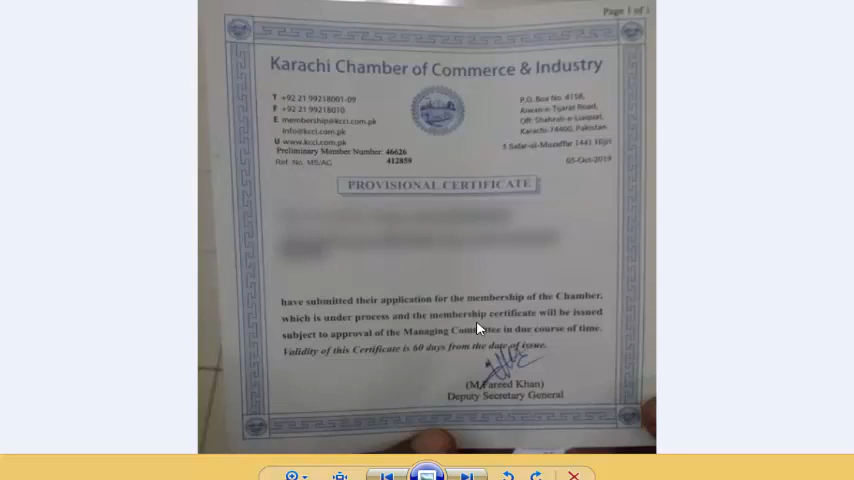 Page 1 of 1
Karachi Chamber of Commerce & Industry
T +92 21 99218001-09
F +92 21 99218010
E membership@kcci.com.pk
info@kcci.com.pk
U www.kcci.com.pk
Preliminary Member Number: 46626
Ref. No. MS/AG 412859
P.O. Box No. 4158,
Aiwan-e-Tijarat Road,
Off: Shahrah-e-Liaquat,
Karachi-74000, Pakistan
5 Safar-ul-Muzaffar 1441 Hijri
05-Oct-2019
PROVISIONAL CERTIFICATE
have submitted their application for the membership of the Chamber,
which is under process and the membership certificate will be issued
subject to approval of the Managing Committee in due course of time.
Validity of this Certificate is 60 days from the date of issue.
(M.Fareed Khan)
Deputy Secretary General